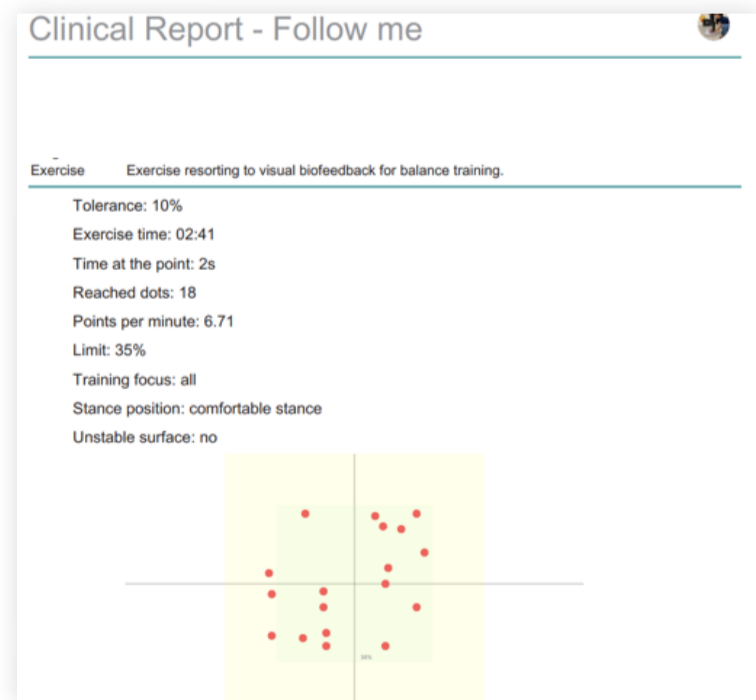 Clinical Report - Follow me
Exercise Exercise resorting to visual biofeedback for balance training.
Tolerance: 10%
Exercise time: 02:41
Time at the point: 2s
Reached dots: 18
Points per minute: 6.71
Limit: 35%
Training focus: all
Stance position: comfortable stance
Unstable surface: no